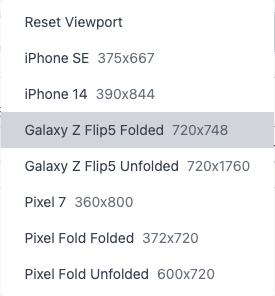 Reset Viewport
iPhone SE 375x667
iPhone 14 390x844
Galaxy Z Flip5 Folded 720x748
Galaxy Z Flip5 Unfolded 720x1760
Pixel 7 360x800
Pixel Fold Folded 372x720
Pixel Fold Unfolded 600x720